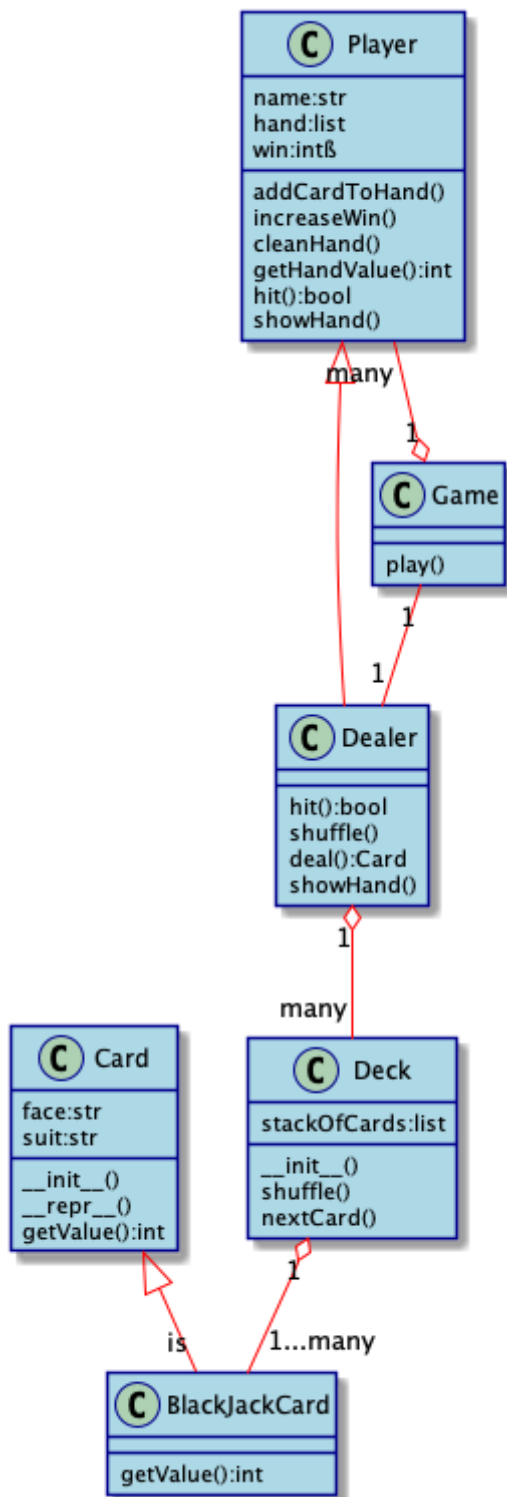 C Player
name:str
hand:list
win:intß
addCardToHand()
increaseWin()
cleanHand()
getHandValue():int
hit():bool
showHand()
many
1
C Game
play()
1
1
C Dealer
hit():bool
shuffle()
deal():Card
showHand()
1
many
C Card
face:str
suit:str
__init__()
__repr__()
getValue():int
C Deck
stackOfCards:list
__init__()
shuffle()
nextCard()
1
is
1...many
C BlackJackCard
getValue():int